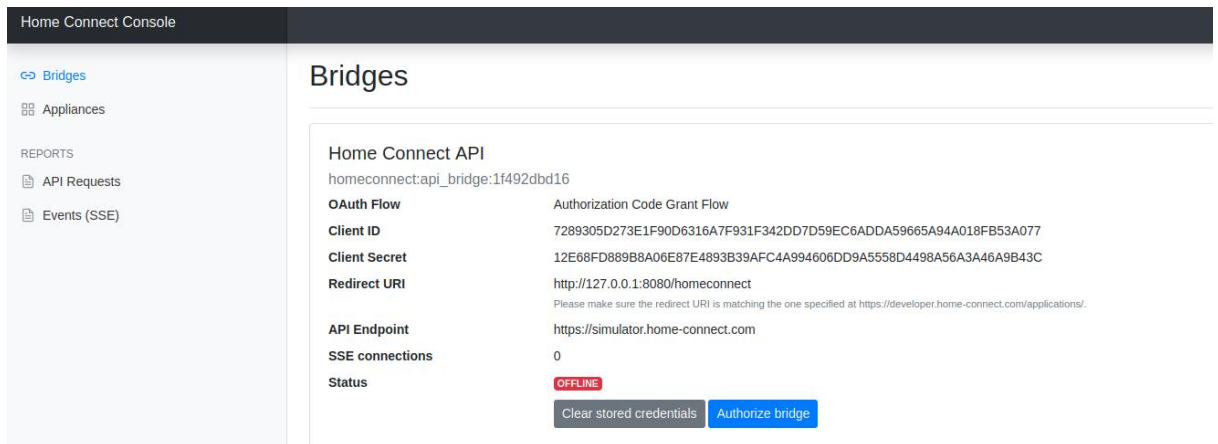 Home Connect Console
Bridges
Appliances
REPORTS
API Requests
Events (SSE)
Bridges
Home Connect API
homeconnect:api_bridge:1f492dbd16
OAuth Flow Authorization Code Grant Flow
Client ID 7289305D273E1F90D6316A7F931F342DD7D59EC6ADDA59665A94A018FB53A077
Client Secret 12E68FD889B8A06E87E4893B39AFC4A994606DD9A5558D4498A56A3A46A9B43C
Redirect URI http://127.0.0.1:8080/homeconnect
Please make sure the redirect URI is matching the one specified at https://developer.home-connect.com/applications/.
API Endpoint https://simulator.home-connect.com
SSE connections 0
Status OFFLINE
Clear stored credentials Authorize bridge